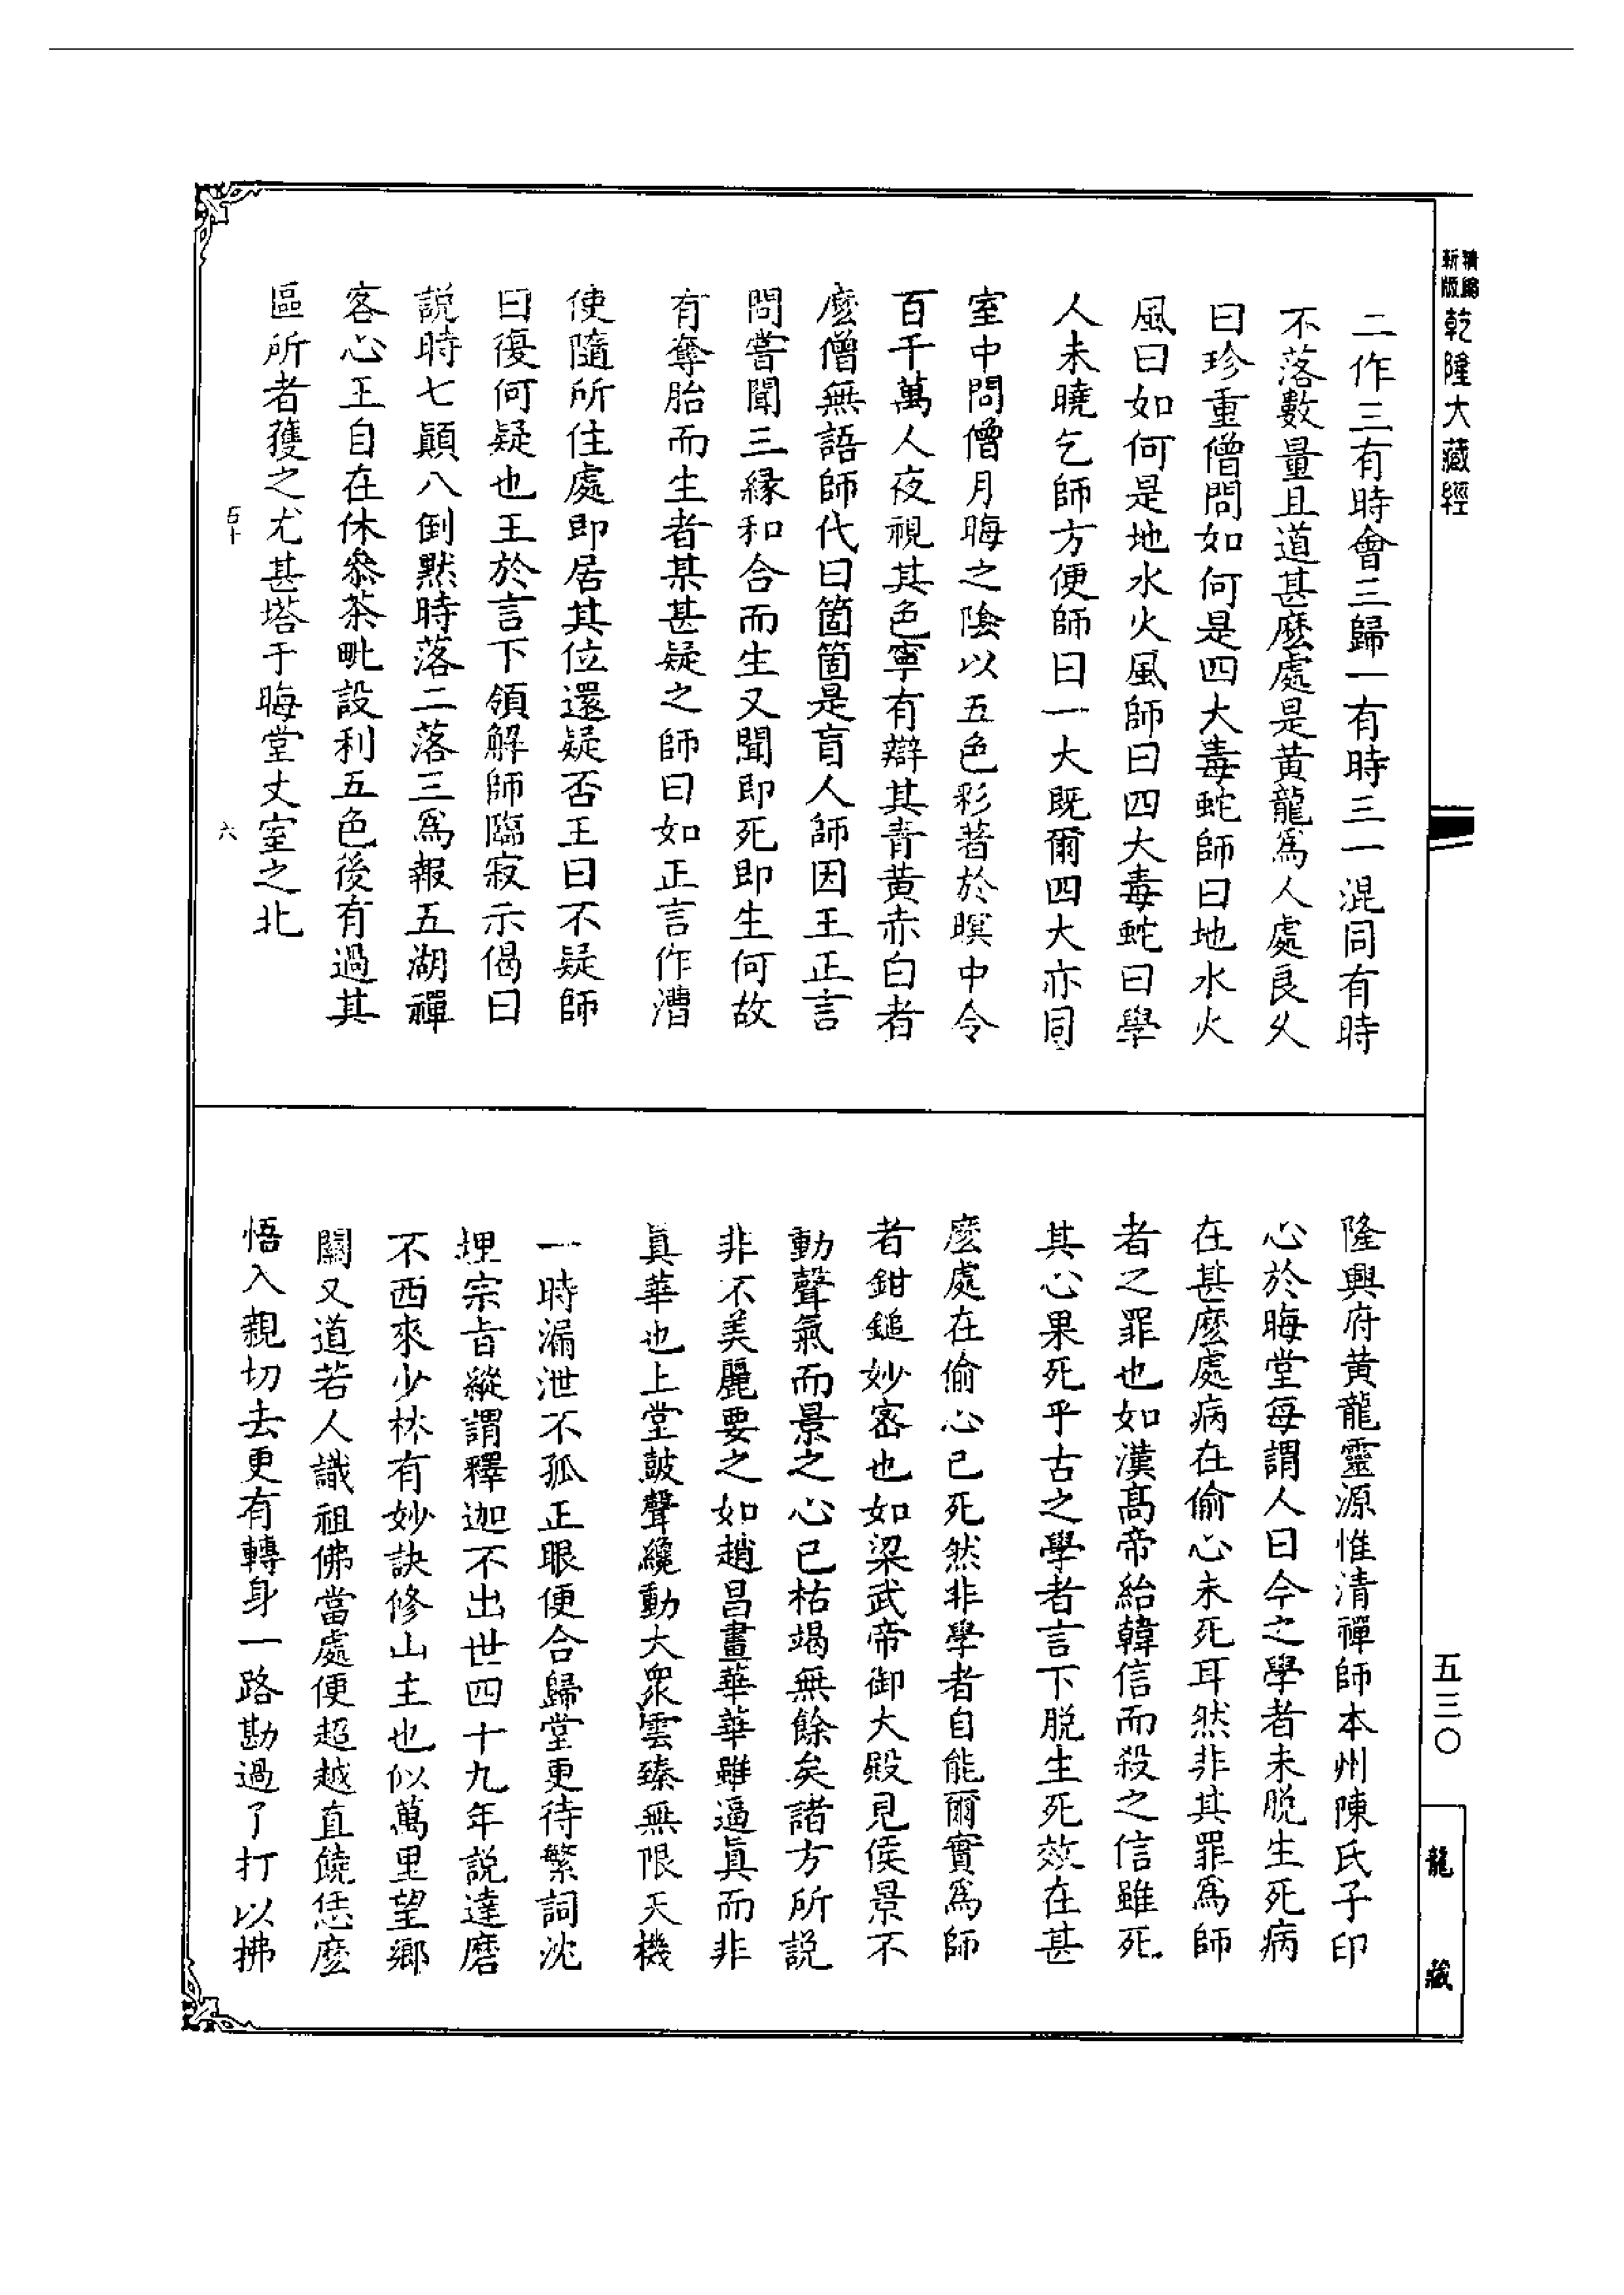 新版精編
乾隆大藏經
二作三有時會三歸一有時三一混同有時
不落數量且道甚麼處是黃龍爲人處良久
曰珍重僧問如何是四大毒蛇師曰地水火
風曰如何是地水火風師曰四大毒蛇曰學
人未曉乞師方便師曰一大既爾四大亦同
室中問僧月晦之陰以五色彩著於暝中令
百千萬人夜視其色寧有辯其青黃赤白者
麼僧無語師代曰箇箇是盲人師因王正言
問嘗聞三緣和合而生又聞即死即生何故
有奪胎而生者某甚疑之師曰如正言作漕
使隨所住處即居其位還疑否王曰不疑師
曰復何疑也王於言下領解師臨寂示偈曰
說時七顛八倒默時落二落三爲報五湖禪
客心王自在休叅茶毗設利五色後有過其
區所者獲之尤甚塔于晦堂丈室之北
六
隆興府黃龍靈源惟清禪師本州陳氏子印
心於晦堂每謂人曰今之學者未脫生死病
在甚麼處病在偷心未死耳然非其罪爲師
者之罪也如漢高帝紿韓信而殺之信雖死
其心果死乎古之學者言下脫生死效在甚
麼處在偷心已死然非學者自能爾實爲師
者鉗鎚妙密也如梁武帝御大殿見侯景不
動聲氣而景之心已枯竭無餘矣諸方所說
非不美麗要之如趙昌畫華華雖逼真而非
真華也上堂鼓聲纔動大眾雲臻無限天機
一時漏泄不孤正眼便合歸堂更待繁詞沈
埋宗旨縱謂釋迦不出世四十九年說達磨
不西來少林有妙訣修山主也似萬里望鄉
關又道若人識祖佛當處便超越直饒恁麼
悟入親切去更有轉身一路勘過了打以拂
五三〇
龍藏